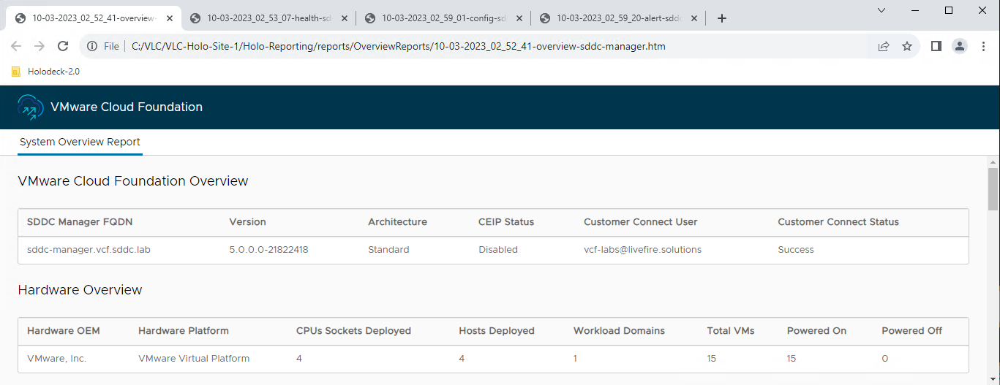 10-03-2023_02_52_41-overview- 10-03-2023_02_53_07-health-sd 10-03-2023_02_59_01-config-sd 10-03-2023_02_59_20-alert-sddc
File C:/VLC/VLC-Holo-Site-1/Holo-Reporting/reports/OverviewReports/10-03-2023_02_52_41-overview-sddc-manager.htm
Holodeck-2.0
VMware Cloud Foundation
System Overview Report
VMware Cloud Foundation Overview
SDDC Manager FQDN Version Architecture CEIP Status Customer Connect User Customer Connect Status
sddc-manager.vcf.sddc.lab 5.0.0.0-21822418 Standard Disabled vcf-labs@livefire.solutions Success
Hardware Overview
Hardware OEM Hardware Platform CPUs Sockets Deployed Hosts Deployed Workload Domains Total VMs Powered On Powered Off
VMware, Inc. VMware Virtual Platform 4 4 1 15 15 0